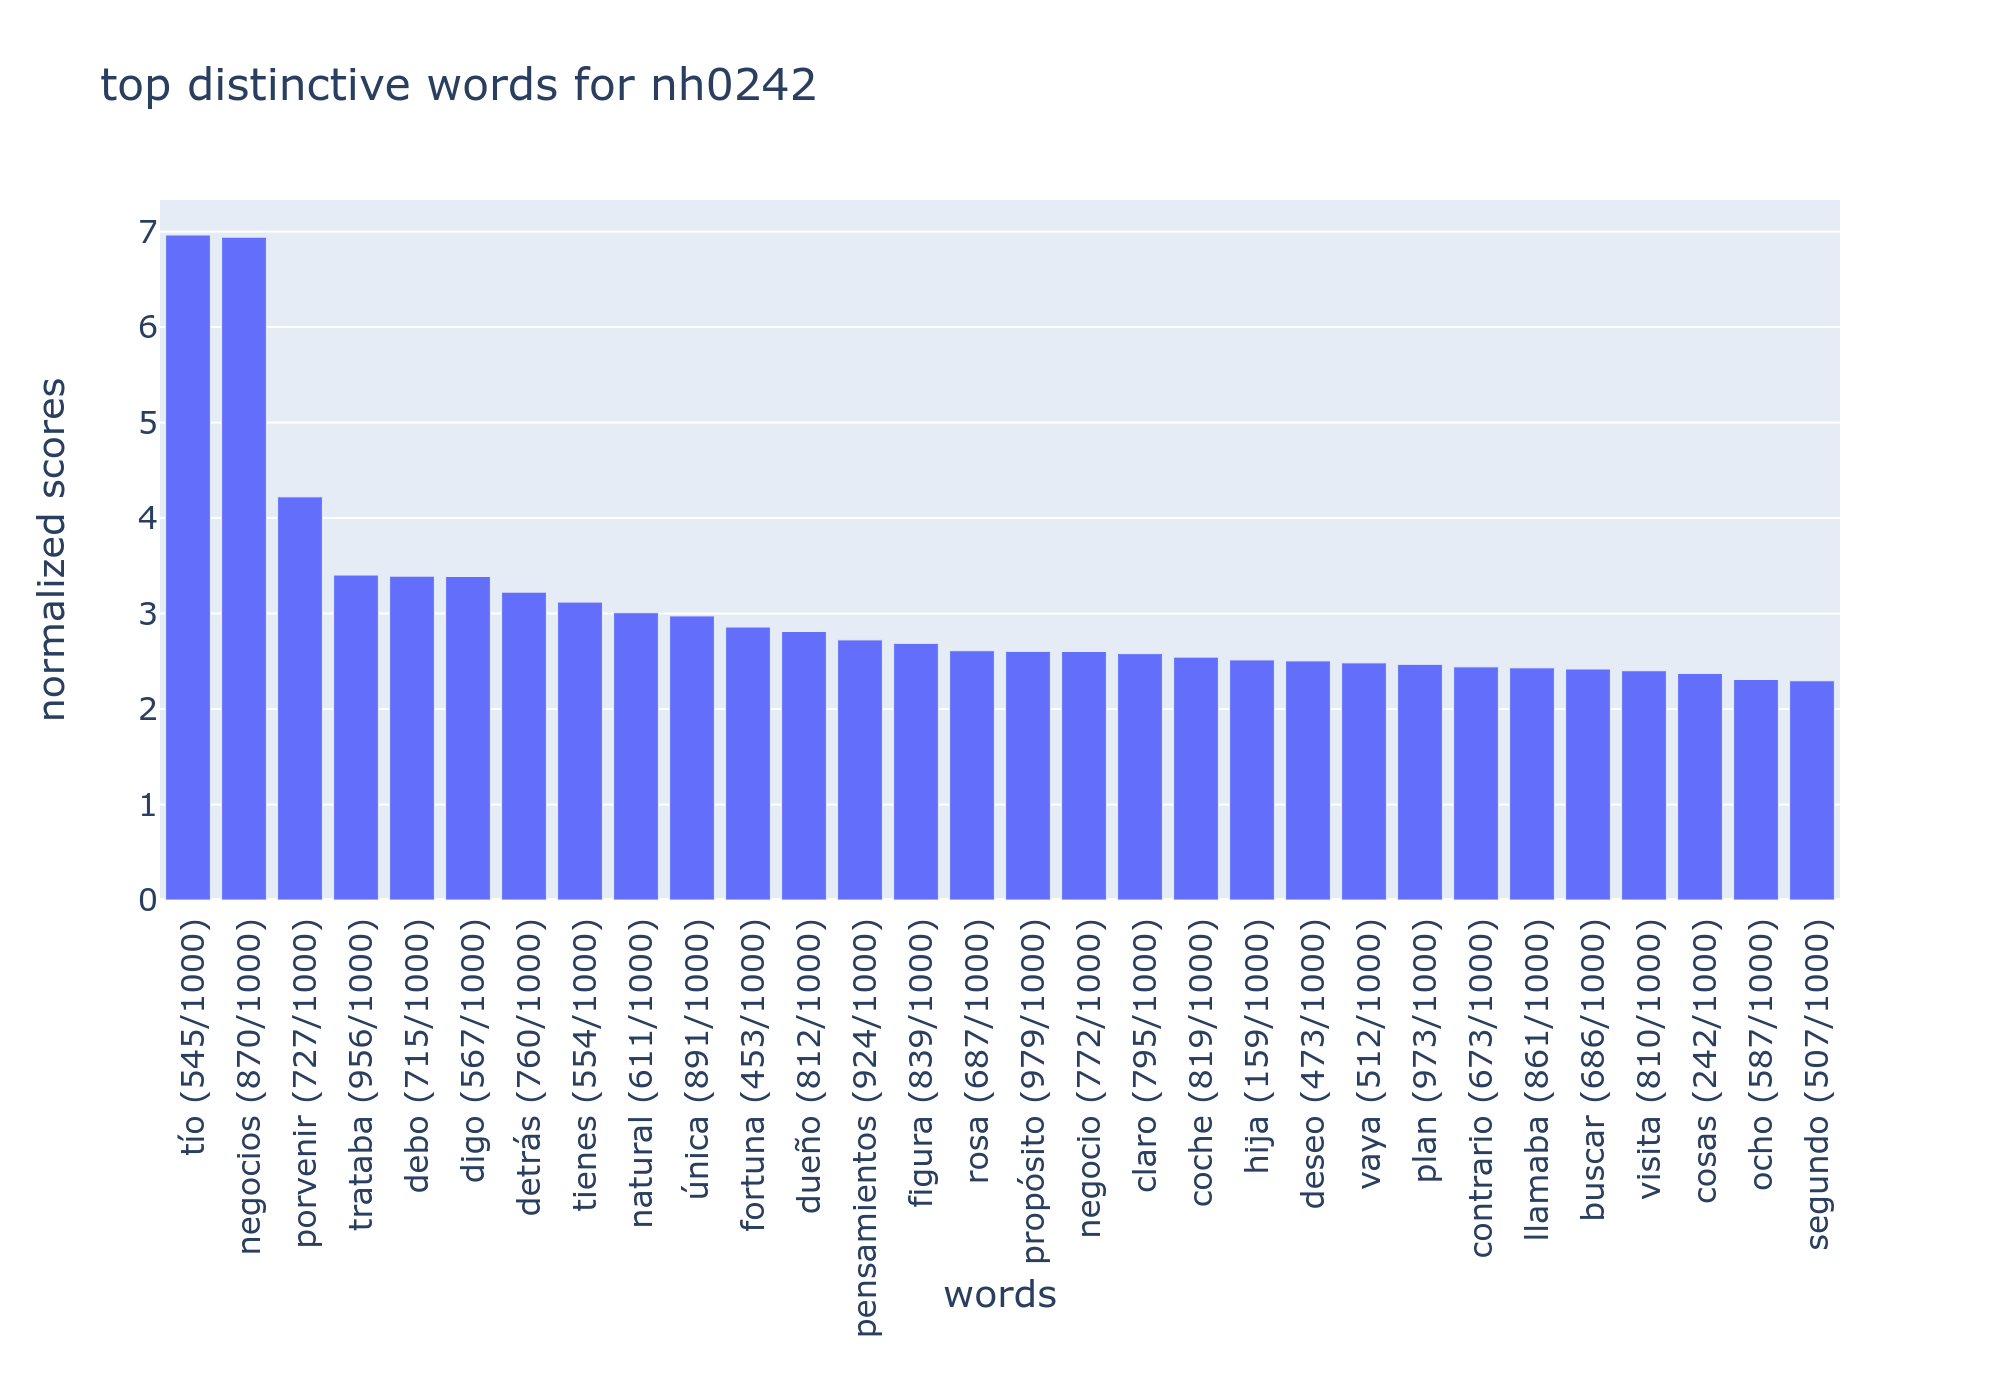 top distinctive words for nh0242
normalized scores
7
6
5
4
3
2
1
0
tío (545/1000)
negocios (870/1000)
porvenir (727/1000)
trataba (956/1000)
debo (715/1000)
digo (567/1000)
detrás (760/1000)
tienes (554/1000)
natural (611/1000)
única (891/1000)
fortuna (453/1000)
dueño (812/1000)
pensamientos (924/1000)
figura (839/1000)
rosa (687/1000)
propósito (979/1000)
negocio (772/1000)
claro (795/1000)
coche (819/1000)
hija (159/1000)
deseo (473/1000)
vaya (512/1000)
plan (973/1000)
contrario (673/1000)
llamaba (861/1000)
buscar (686/1000)
visita (810/1000)
cosas (242/1000)
ocho (587/1000)
segundo (507/1000)
words